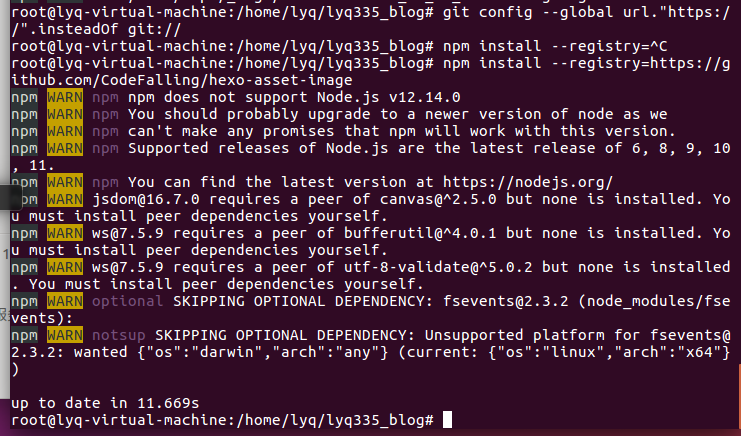 root@lyq-virtual-machine:/home/lyq/lyq335_blog# git config --global url."https:/
/".insteadOf git://
root@lyq-virtual-machine:/home/lyq/lyq335_blog# npm install --registry=^C
root@lyq-virtual-machine:/home/lyq/lyq335_blog# npm install --registry=https://g
ithub.com/CodeFalling/hexo-asset-image
npm WARN npm npm does not support Node.js v12.14.0
npm WARN npm You should probably upgrade to a newer version of node as we
npm WARN npm can't make any promises that npm will work with this version.
npm WARN npm Supported releases of Node.js are the latest release of 6, 8, 9, 10
, 11.
npm WARN npm You can find the latest version at https://nodejs.org/
npm WARN jsdom@16.7.0 requires a peer of canvas@^2.5.0 but none is installed. Yo
u must install peer dependencies yourself.
npm WARN ws@7.5.9 requires a peer of bufferutil@^4.0.1 but none is installed. Yo
u must install peer dependencies yourself.
npm WARN ws@7.5.9 requires a peer of utf-8-validate@^5.0.2 but none is installed
. You must install peer dependencies yourself.
npm WARN optional SKIPPING OPTIONAL DEPENDENCY: fsevents@2.3.2 (node_modules/fse
vents):
npm WARN notsup SKIPPING OPTIONAL DEPENDENCY: Unsupported platform for fsevents@
2.3.2: wanted {"os":"darwin","arch":"any"} (current: {"os":"linux","arch":"x64"}
)
up to date in 11.669s
root@lyq-virtual-machine:/home/lyq/lyq335_blog#